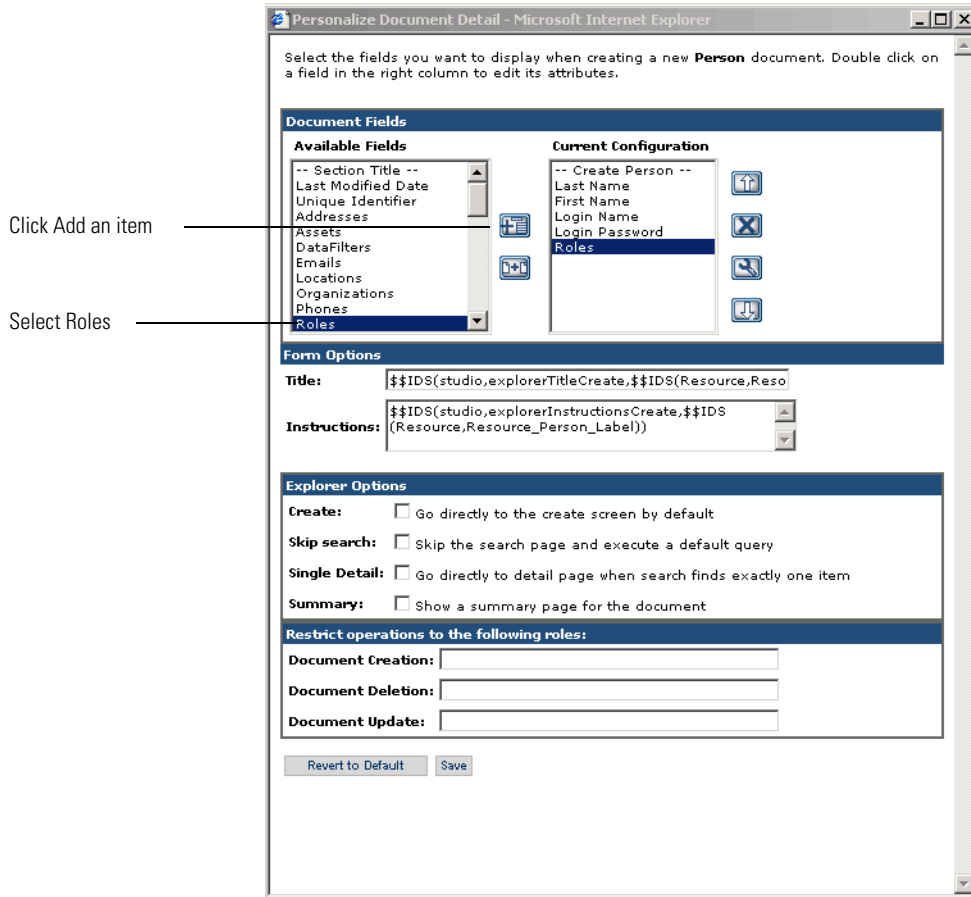 Personalize Document Detail - Microsoft Internet Explorer
Select the fields you want to display when creating a new Person document. Double click on
a field in the right column to edit its attributes.
Document Fields
Available Fields
-- Section Title --
Last Modified Date
Unique Identifier
Addresses
Assets
DataFilters
Emails
Locations
Organizations
Phones
Roles
Current Configuration
-- Create Person --
Last Name
First Name
Login Name
Login Password
Roles
Click Add an item
Select Roles
Form Options
Title: $$IDS(studio,explorerTitleCreate,$$IDS(Resource,Reso
Instructions: $$IDS(studio,explorerInstructionsCreate,$$IDS
(Resource,Resource_Person_Label))
Explorer Options
Create: Go directly to the create screen by default
Skip search: Skip the search page and execute a default query
Single Detail: Go directly to detail page when search finds exactly one item
Summary: Show a summary page for the document
Restrict operations to the following roles:
Document Creation:
Document Deletion:
Document Update:
Revert to Default Save